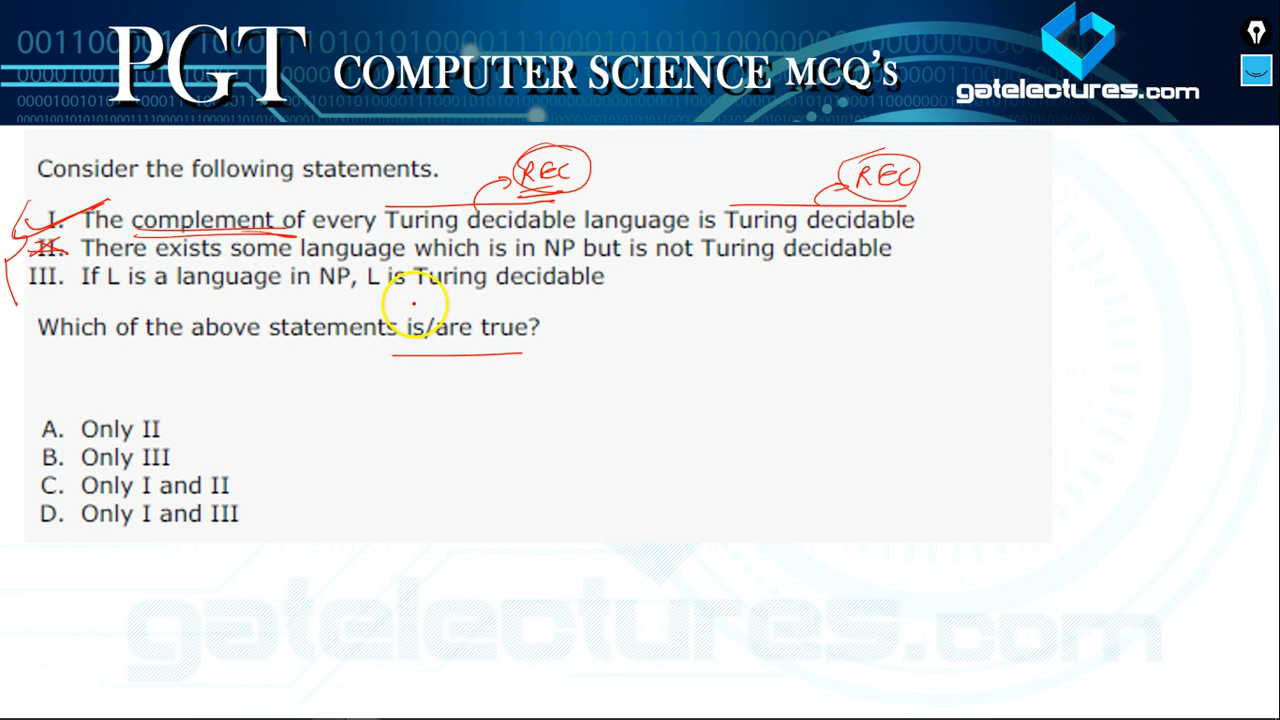 PGT COMPUTER SCIENCE MCQ'S
gatelectures.com
Consider the following statements.
REC
REC
I. The complement of every Turing decidable language is Turing decidable
II. There exists some language which is in NP but is not Turing decidable
III. If L is a language in NP, L is Turing decidable
Which of the above statements is/are true?
A. Only II
B. Only III
C. Only I and II
D. Only I and III
gatelectures.com